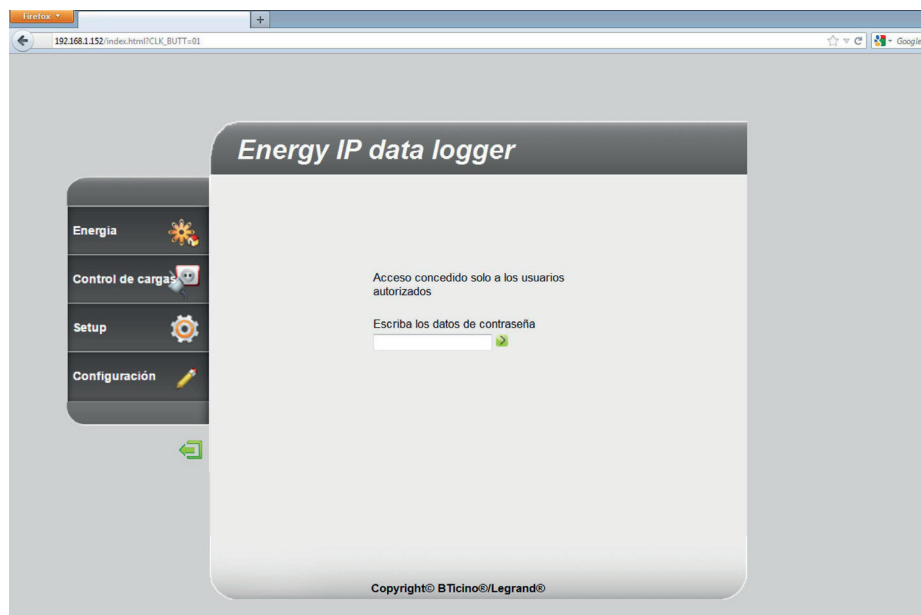 Firefox
+
192.168.1.152/index.html?CLK_BUTT=01
Google
Energy IP data logger
Energia
Control de cargas
Setup
Configuración
Acceso concedido solo a los usuarios
autorizados
Escriba los datos de contraseña
Copyright© BTicino®/Legrand®